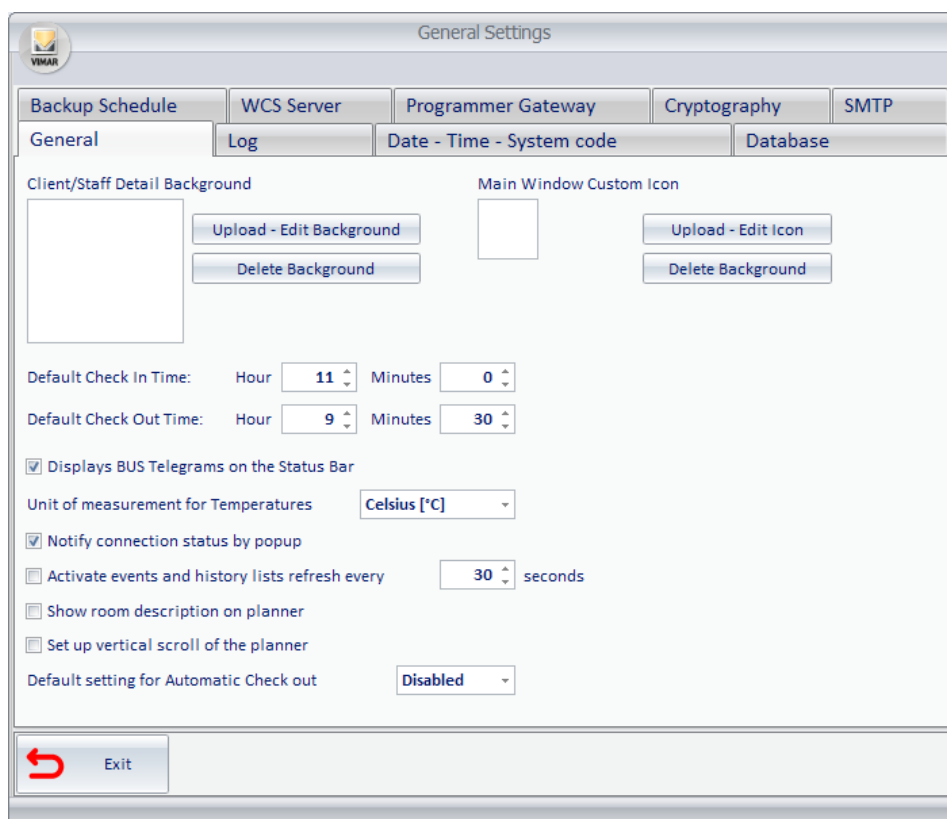 General Settings
VIMAR
Backup Schedule WCS Server Programmer Gateway Cryptography SMTP
General Log Date - Time - System code Database
Client/Staff Detail Background Main Window Custom Icon
Upload - Edit Background Upload - Edit Icon
Delete Background Delete Background
Default Check In Time: Hour 11 Minutes 0
Default Check Out Time: Hour 9 Minutes 30
Displays BUS Telegrams on the Status Bar
Unit of measurement for Temperatures Celsius [°C]
Notify connection status by popup
Activate events and history lists refresh every 30 seconds
Show room description on planner
Set up vertical scroll of the planner
Default setting for Automatic Check out Disabled
Exit